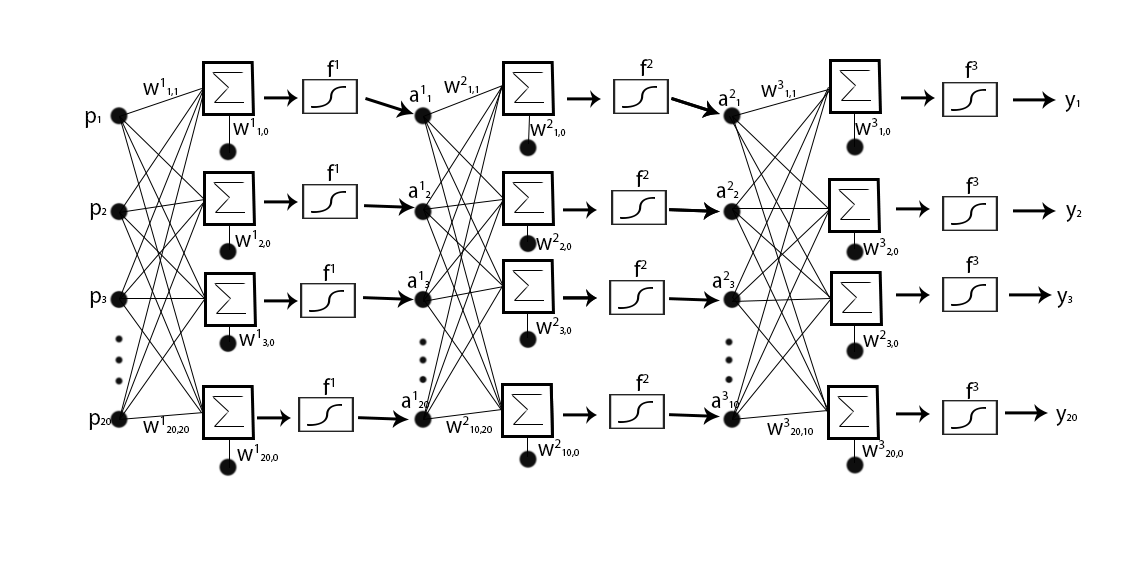 f¹ f² f³
W¹1,1 W²1,1 W³1,1
p1 Σ a¹1 Σ a²1 Σ y1
W¹1,0 W²1,0 W³1,0
f¹ f² f³
p2 Σ a¹2 Σ a²2 Σ y2
W¹2,0 W²2,0 W³2,0
f¹ f² f³
p3 Σ a¹3 Σ a²3 Σ y3
W¹3,0 W²3,0 W²3,0
f¹ f² f³
p20 Σ a¹20 Σ a³10 Σ y20
W¹20,20 W²10,20 W³20,10
W¹20,0 W²10,0 W³20,0